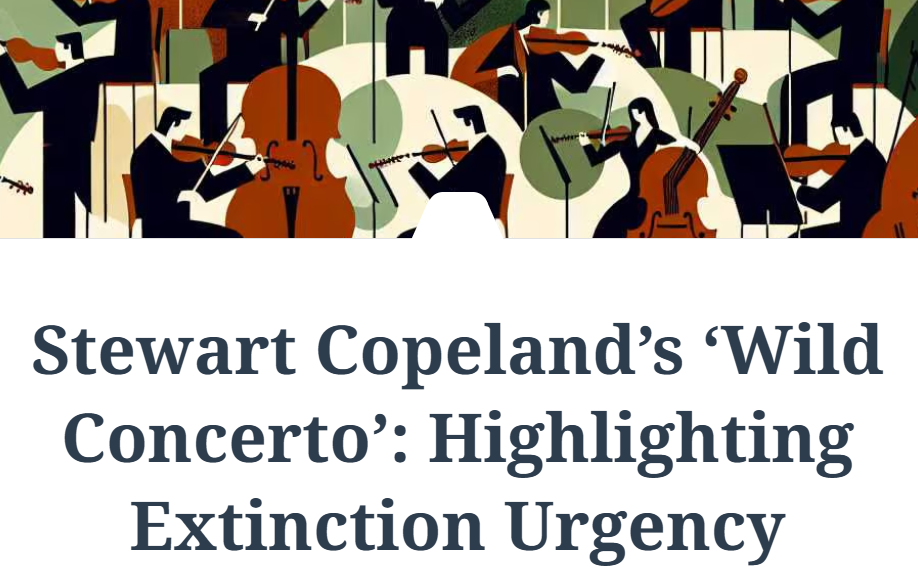 Stewart Copeland’s ‘Wild
Concerto’: Highlighting
Extinction Urgency